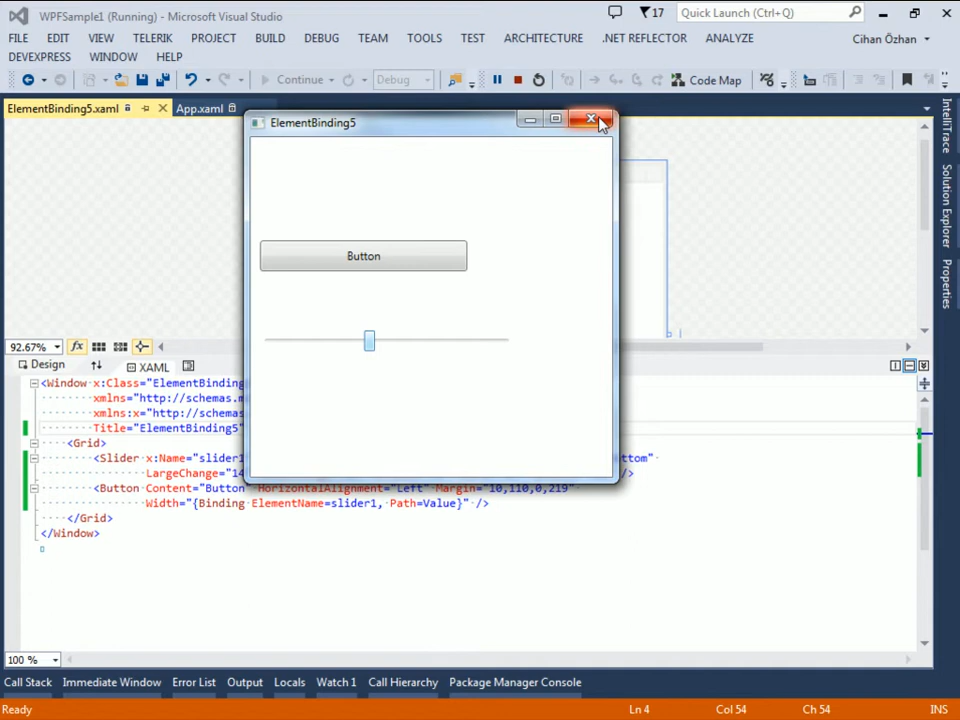 WPFSample1 (Running) - Microsoft Visual Studio
17
Quick Launch (Ctrl+Q)
FILE EDIT VIEW TELERIK PROJECT BUILD DEBUG TEAM TOOLS TEST ARCHITECTURE .NET REFLECTOR ANALYZE
Cihan Özhan
DEVEXPRESS WINDOW HELP
Continue
Debug
Code Map
ElementBinding5.xaml
App.xaml
ElementBinding5
IntelliTrace
Solution Explorer
Properties
Button
92.67%
Design
XAML
<Window x:Class="ElementBinding
xmlns="http://schemas.m
xmlns:x="http://schemas
Title="ElementBinding5"
<Grid>
<Slider x:Name="slider1 ttom"
LargeChange="14 />
<Button Content="Button" HorizontalAlignment="Left" Margin="10,110,0,219"
Width="{Binding ElementName=slider1, Path=Value}" />
</Grid>
</Window>
100 %
Call Stack Immediate Window Error List Output Locals Watch 1 Call Hierarchy Package Manager Console
Ready
Ln 4
Col 54
Ch 54
INS